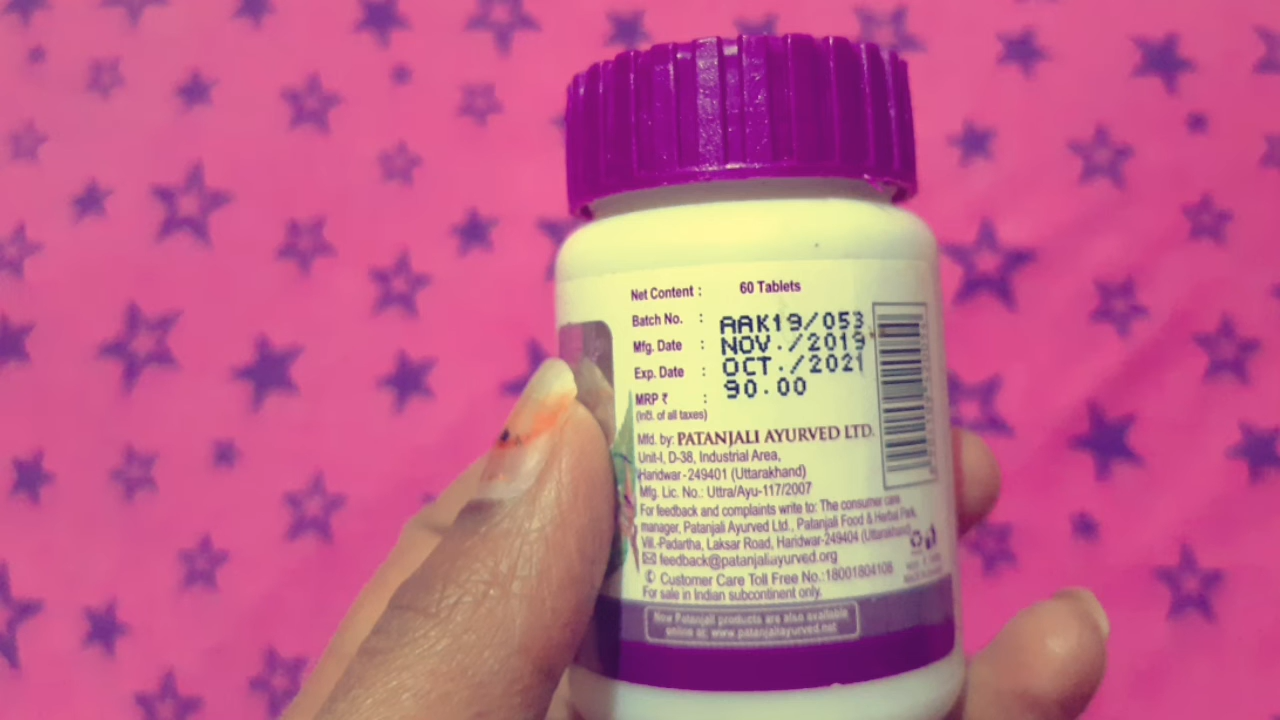 Net Content : 60 Tablets
Batch No. : AAK19/053
Mfg. Date : NOV./2019
Exp. Date : OCT./2021
MRP ₹ : 90.00
(incl. of all taxes)
Mfd. by: PATANJALI AYURVED LTD.
Unit-I, D-38, Industrial Area,
Haridwar-249401 (Uttarakhand)
Mfg. Lic. No.: Uttra/Ayu-117/2007
For feedback and complaints write to: The consumer care
manager, Patanjali Ayurved Ltd., Patanjali Food & Herbal Park,
Vill.-Padartha, Laksar Road, Haridwar-249404 (Uttarakhand)
feedback@patanjaliayurved.org
Customer Care Toll Free No.:18001804108
For sale in Indian subcontinent only.
Now Patanjali products are also available
online at: www.patanjaliayurved.net